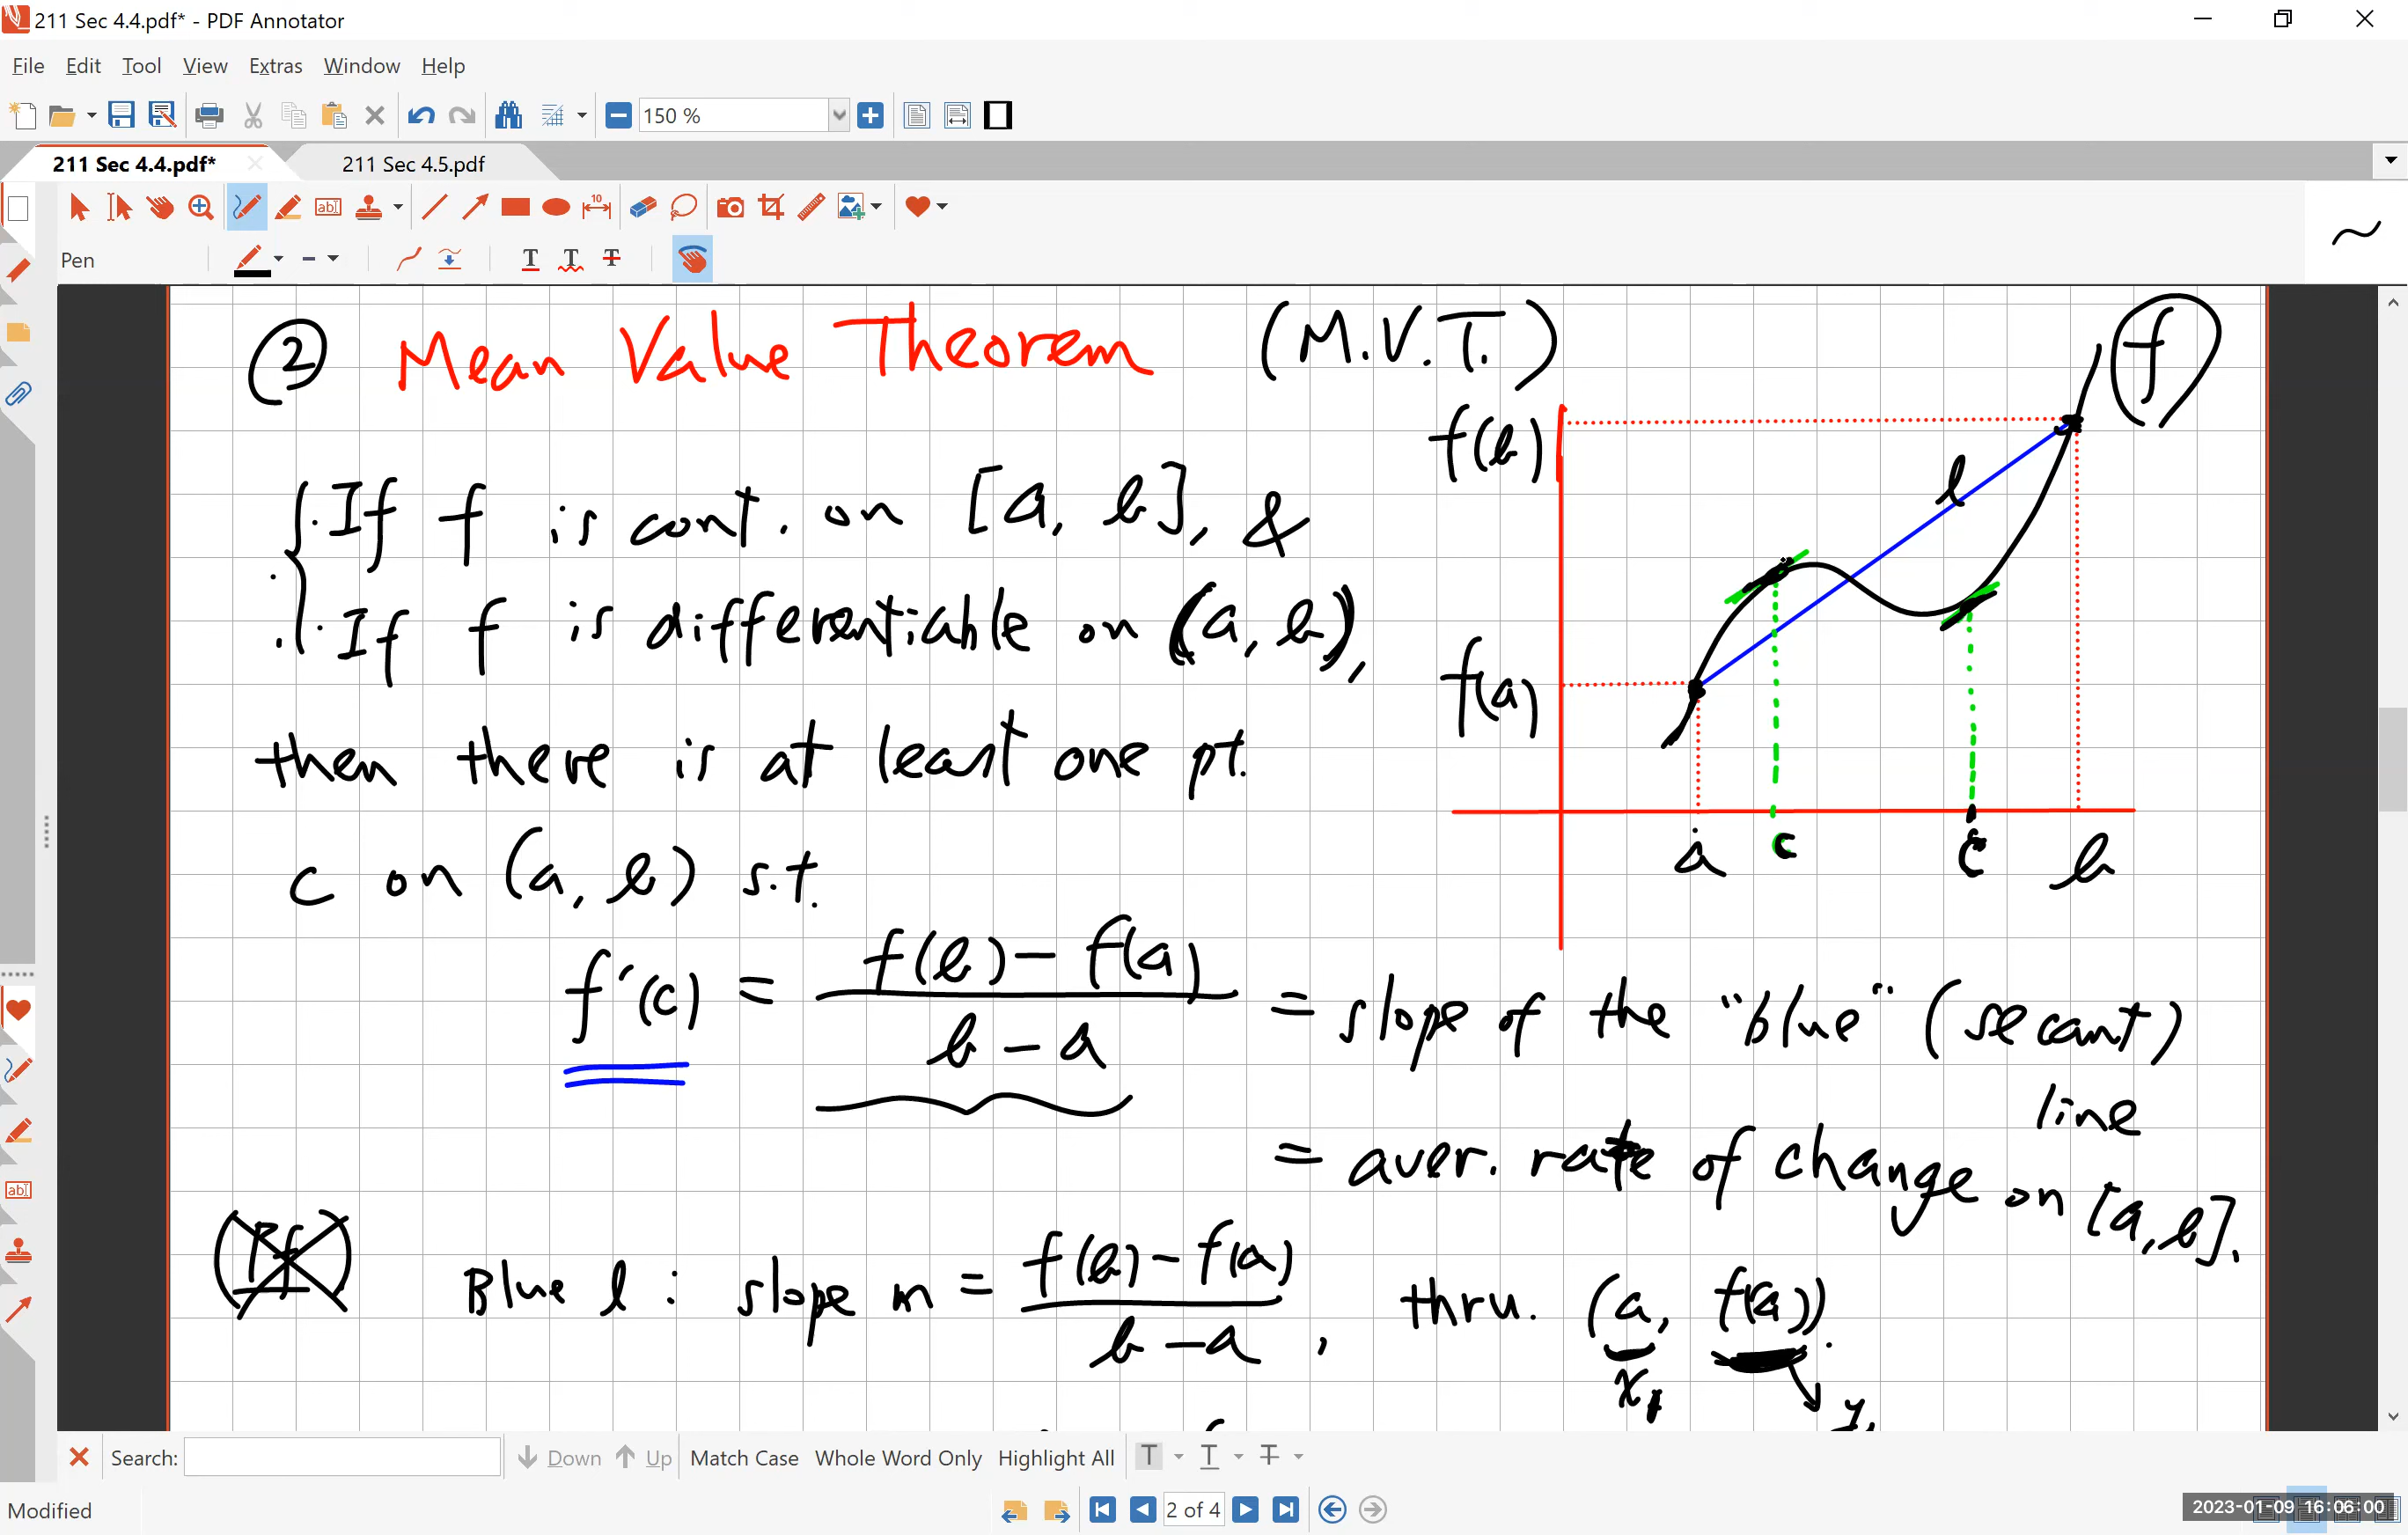 211 Sec 4.4.pdf* - PDF Annotator
File Edit Tool View Extras Window Help
150 %
211 Sec 4.4.pdf* 211 Sec 4.5.pdf
abI 10
Pen T T T
② Mean Value Theorem (M.V.T.)
f
f(b)
l
· If f is cont. on [a, b], &
· If f is differentiable on (a, b),
f(a)
then there is at least one pt.
a c c b
c on (a, b) s.t.
f'(c) = f(b) - f(a) / b - a = slope of the "blue" (secant)
line
= aver. rate of change on [a, b].
(Pf)
Blue l : slope m = f(b) - f(a) / b - a , thru. (a, f(a)).
x₁ y₁
abI
Search: Down Up Match Case Whole Word Only Highlight All T T T
Modified 2 of 4 2023-01-09 16:06:00